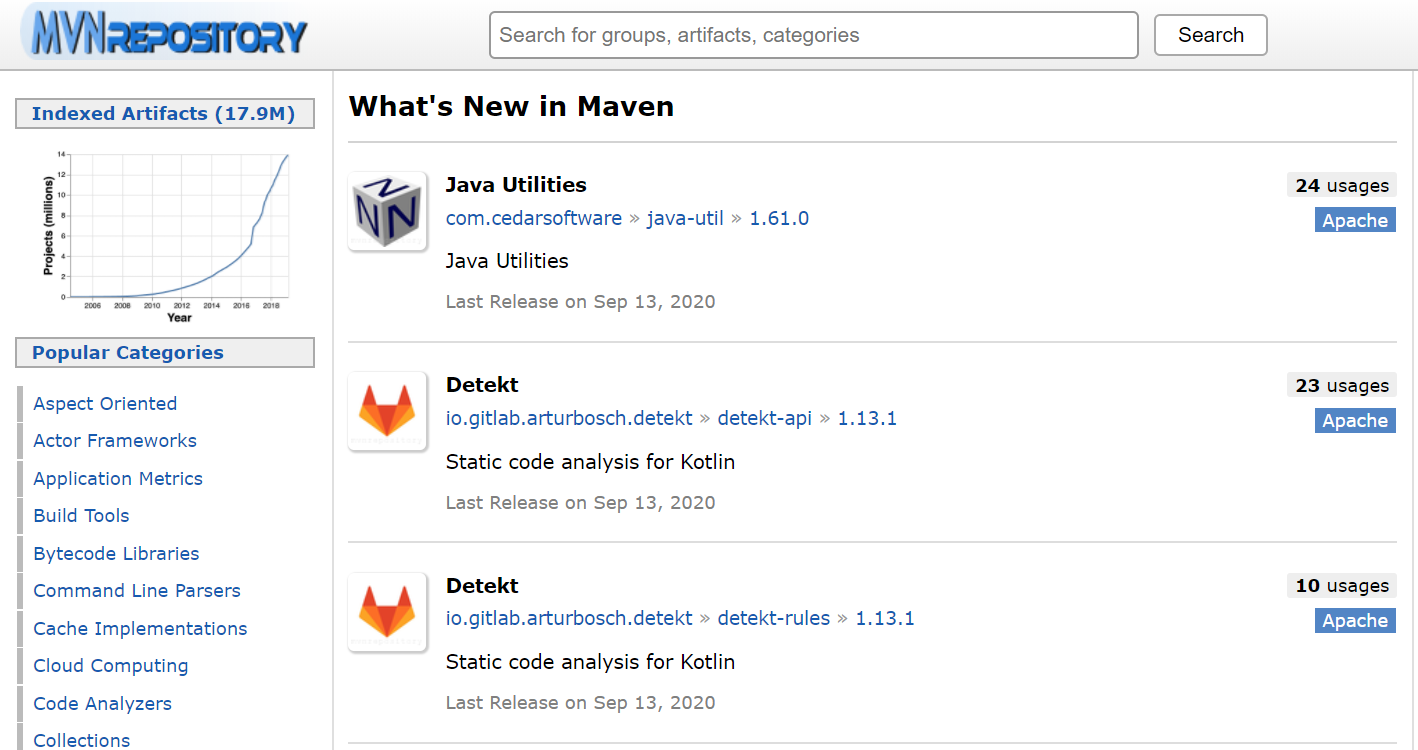 MVNREPOSITORY
Search for groups, artifacts, categories
Search
Indexed Artifacts (17.9M)
Projects (millions)
14
12
10
8
6
4
2
0
2006 2008 2010 2012 2014 2016 2018
Year
Popular Categories
Aspect Oriented
Actor Frameworks
Application Metrics
Build Tools
Bytecode Libraries
Command Line Parsers
Cache Implementations
Cloud Computing
Code Analyzers
Collections
What's New in Maven
NNN
Java Utilities
24 usages
com.cedarsoftware » java-util » 1.61.0
Apache
Java Utilities
Last Release on Sep 13, 2020
Detekt
23 usages
io.gitlab.arturbosch.detekt » detekt-api » 1.13.1
Apache
Static code analysis for Kotlin
Last Release on Sep 13, 2020
Detekt
10 usages
io.gitlab.arturbosch.detekt » detekt-rules » 1.13.1
Apache
Static code analysis for Kotlin
Last Release on Sep 13, 2020